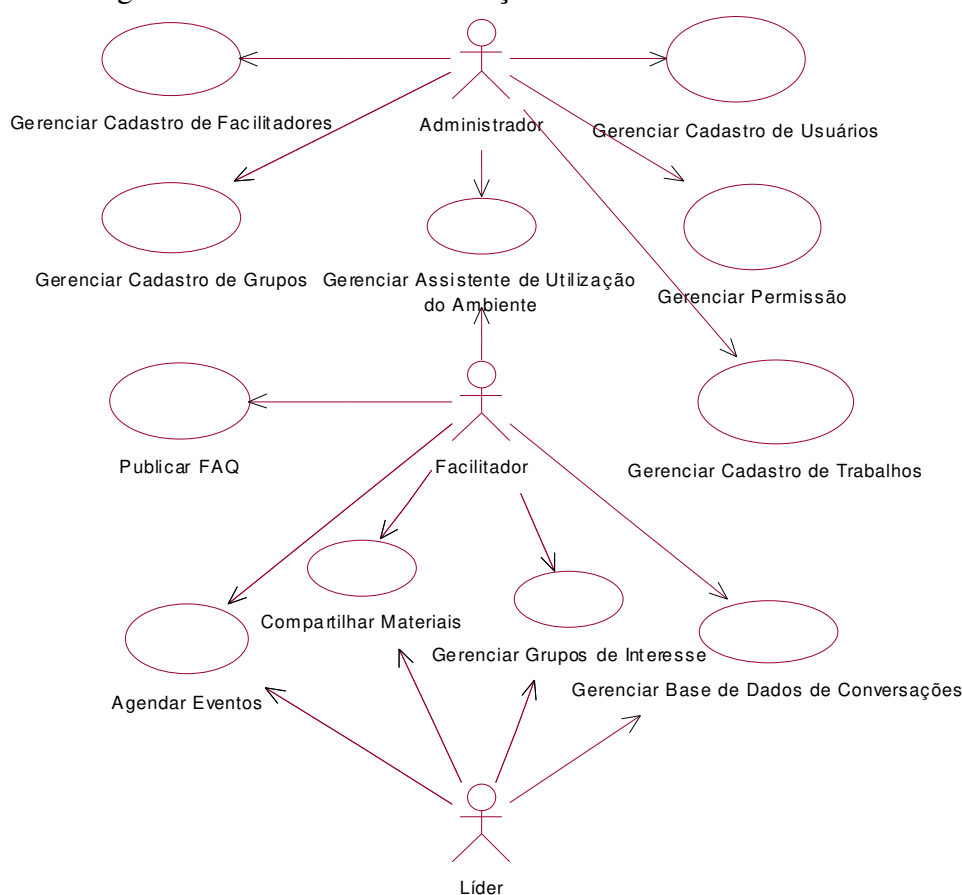 Gerenciar Cadastro de Facilitadores
Administrador
Gerenciar Cadastro de Usuários
Gerenciar Cadastro de Grupos
Gerenciar Assistente de Utilização
do Ambiente
Gerenciar Permissão
Publicar FAQ
Facilitador
Gerenciar Cadastro de Trabalhos
Compartilhar Materiais
Gerenciar Grupos de Interesse
Agendar Eventos
Gerenciar Base de Dados de Conversações
Líder